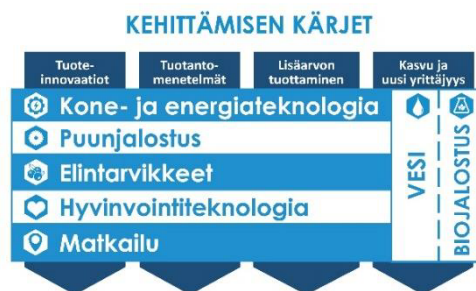 KEHITTÄMISEN KÄRJET
Tuote-
innovaatiot
Tuotanto-
menetelmät
Lisäarvon
tuottaminen
Kasvu ja
uusi yrittäjyys
Kone- ja energiateknologia
Puunjalostus
Elintarvikkeet
Hyvinvointiteknologia
Matkailu
VESI
BIOJALOSTUS